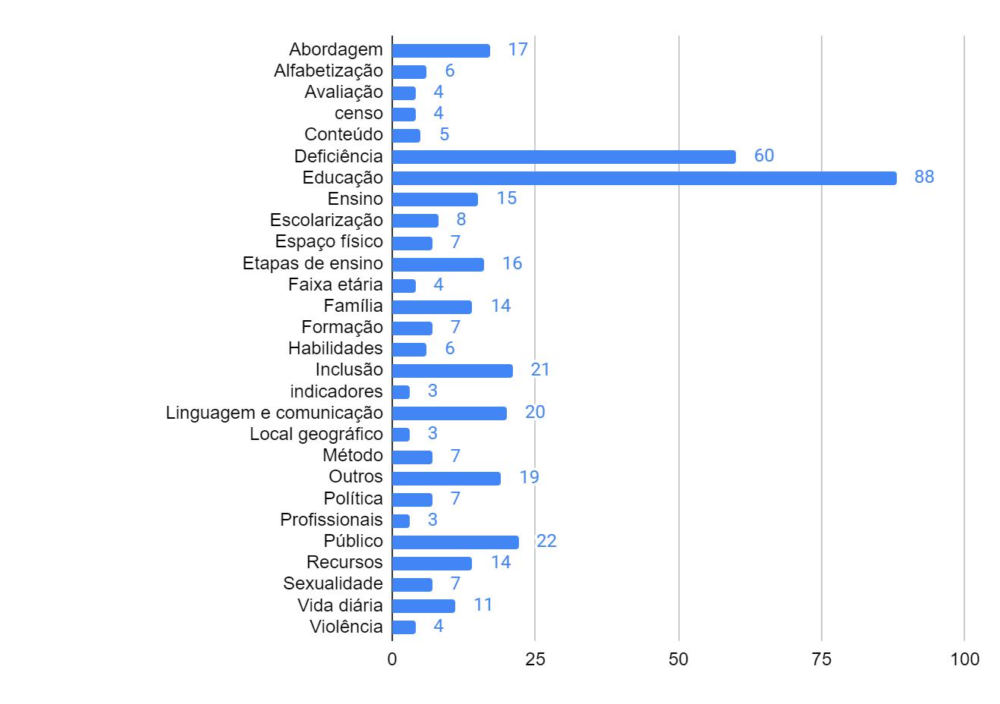 Abordagem 17
Alfabetização 6
Avaliação 4
censo 4
Conteúdo 5
Deficiência 60
Educação 88
Ensino 15
Escolarização 8
Espaço físico 7
Etapas de ensino 16
Faixa etária 4
Família 14
Formação 7
Habilidades 6
Inclusão 21
indicadores 3
Linguagem e comunicação 20
Local geográfico 3
Método 7
Outros 19
Política 7
Profissionais 3
Público 22
Recursos 14
Sexualidade 7
Vida diária 11
Violência 4
0 25 50 75 100